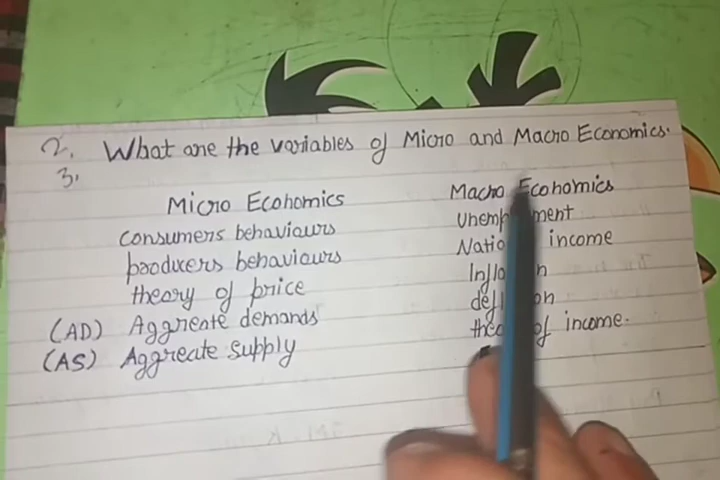 2. What are the variables of Micro and Macro Economics.
3.
Micro Economics
consumers behaviours
producers behaviours
theory of price
(AD) Aggreate demands
(AS) Aggreate supply
Macro Economics
income
of income.